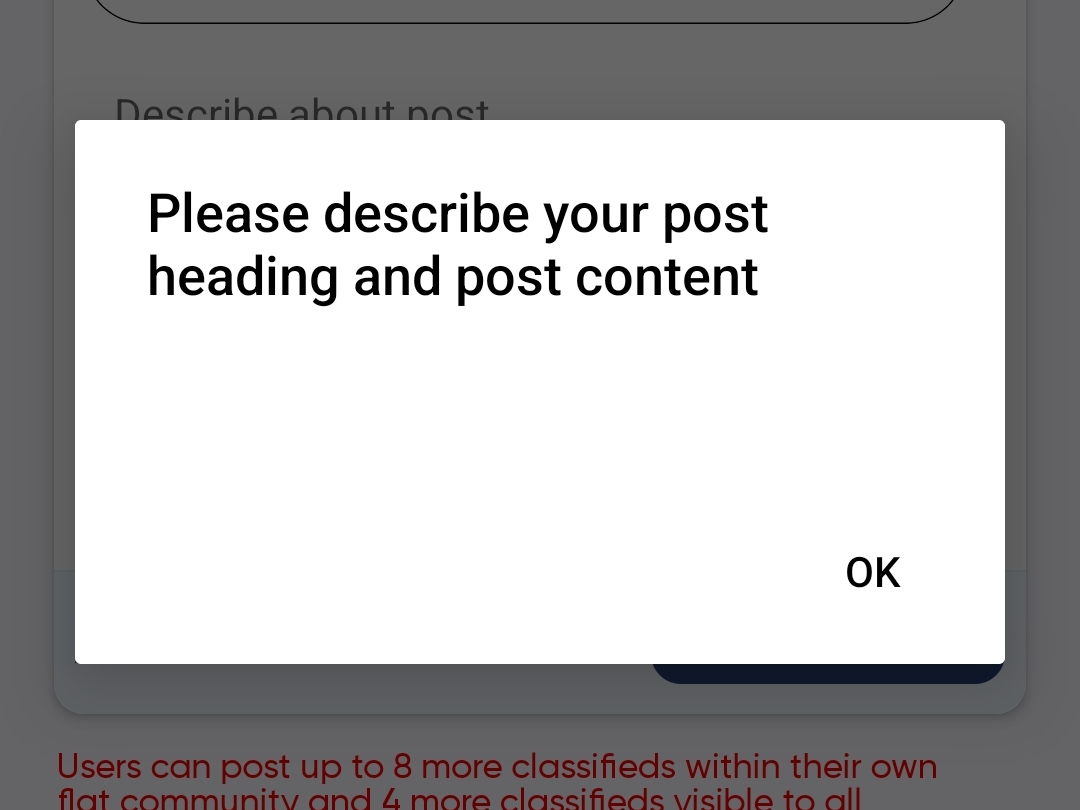 Describe about post
Please describe your post
heading and post content
OK
Users can post up to 8 more classifieds within their own
flat community and 4 more classifieds visible to all